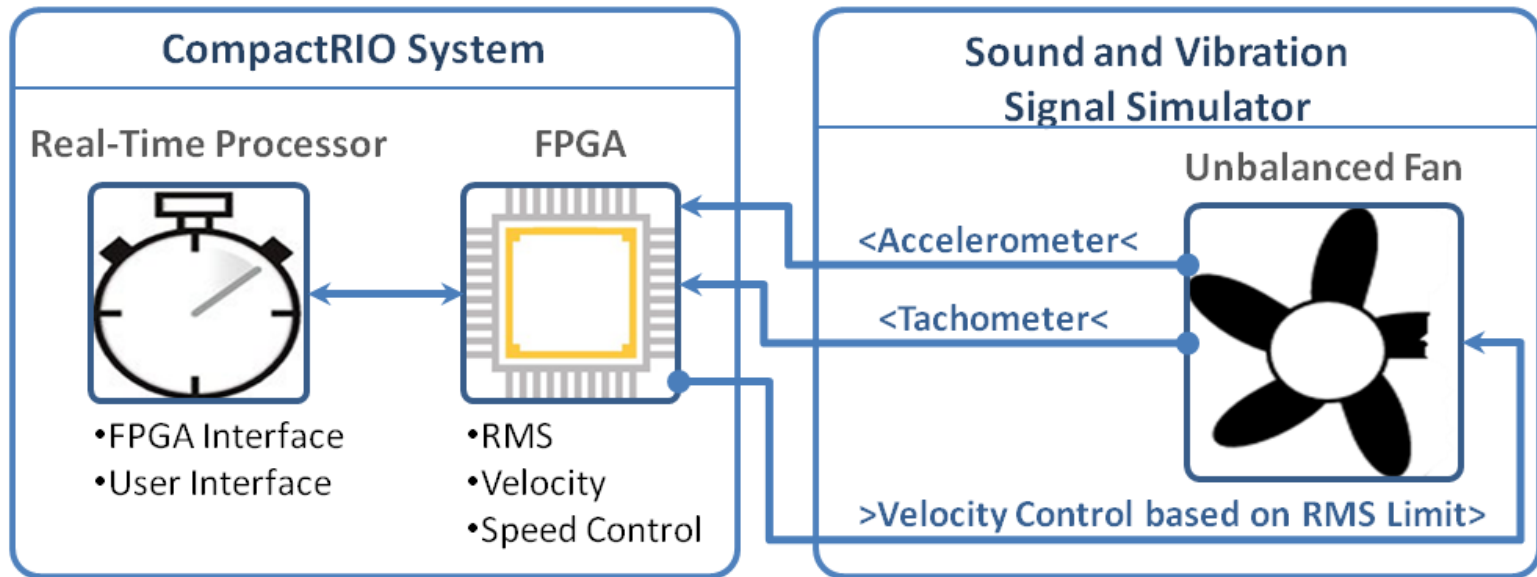 CompactRIO System
Real-Time Processor
FPGA
•FPGA Interface
•User Interface
•RMS
•Velocity
•Speed Control
Sound and Vibration
Signal Simulator
Unbalanced Fan
<Accelerometer<
<Tachometer<
>Velocity Control based on RMS Limit>